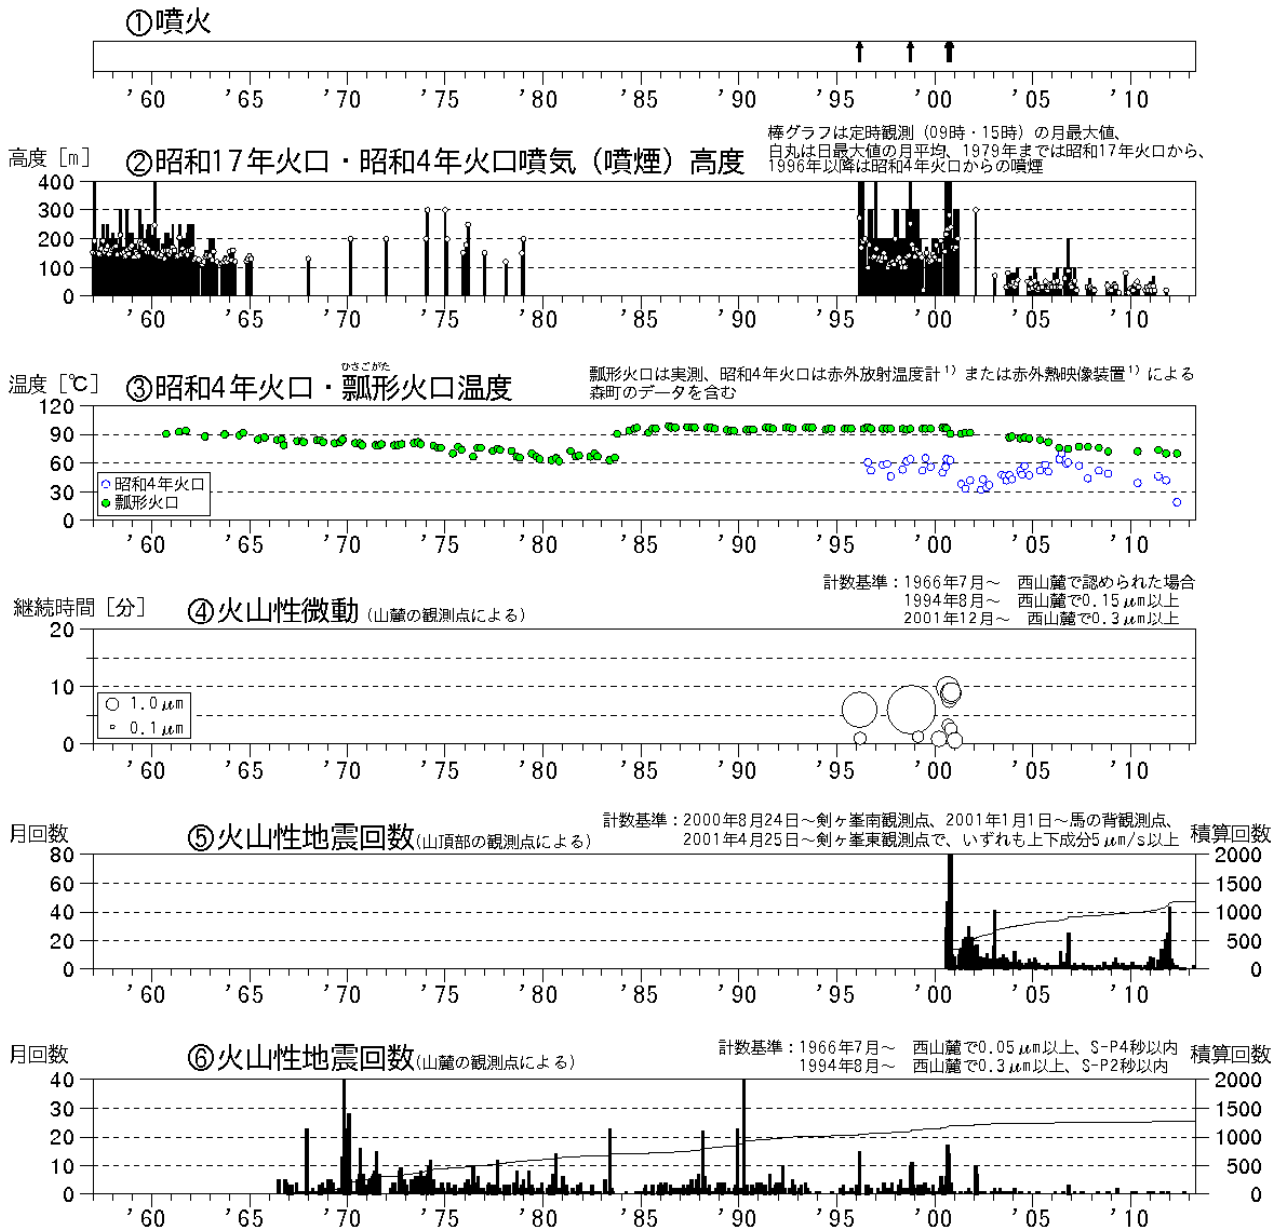 ①噴火
'60 '65 '70 '75 '80 '85 '90 '95 '00 '05 '10
棒グラフは定時観測（09時・15時）の月最大値、
白丸は日最大値の月平均、1979年までは昭和17年火口から、
1996年以降は昭和4年火口からの噴煙
高度［m］ ②昭和17年火口・昭和4年火口噴気（噴煙）高度
400
300
200
100
0
'60 '65 '70 '75 '80 '85 '90 '95 '00 '05 '10
ひさごがた
温度［℃］ ③昭和4年火口・瓢形火口温度
瓢形火口は実測、昭和4年火口は赤外放射温度計1）または赤外熱映像装置1）による
森町のデータを含む
120
90
60
30
0
昭和4年火口
瓢形火口
'60 '65 '70 '75 '80 '85 '90 '95 '00 '05 '10
計数基準：1966年7月～ 西山麓で認められた場合
1994年8月～ 西山麓で0.15μm以上
2001年12月～ 西山麓で0.3μm以上
継続時間［分］ ④火山性微動（山麓の観測点による）
20
10
0
1.0μm
0.1μm
'60 '65 '70 '75 '80 '85 '90 '95 '00 '05 '10
計数基準：2000年8月24日～剣ヶ峯南観測点、2001年1月1日～馬の背観測点、
2001年4月25日～剣ヶ峯東観測点で、いずれも上下成分5μm/s以上
月回数 ⑤火山性地震回数（山頂部の観測点による） 積算回数
80 2000
60 1500
40 1000
20 500
0 0
'60 '65 '70 '75 '80 '85 '90 '95 '00 '05 '10
計数基準：1966年7月～ 西山麓で0.05μm以上、S-P4秒以内
1994年8月～ 西山麓で0.3μm以上、S-P2秒以内
月回数 ⑥火山性地震回数（山麓の観測点による） 積算回数
40 2000
30 1500
20 1000
10 500
0 0
'60 '65 '70 '75 '80 '85 '90 '95 '00 '05 '10